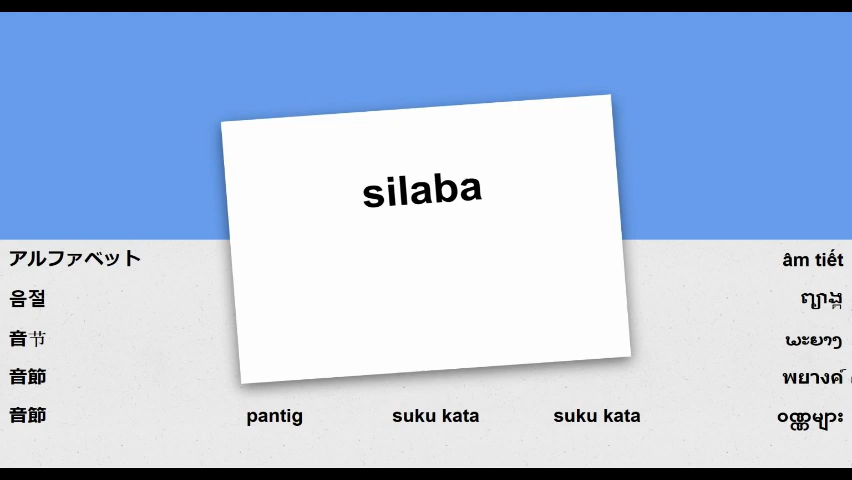 silaba
アルファベット
âm tiết
음절
ព្យាង្គ
音节
ພະຍາງ
音節
พยางค์
音節
pantig
suku kata
suku kata
ဝဏ္ဏများ